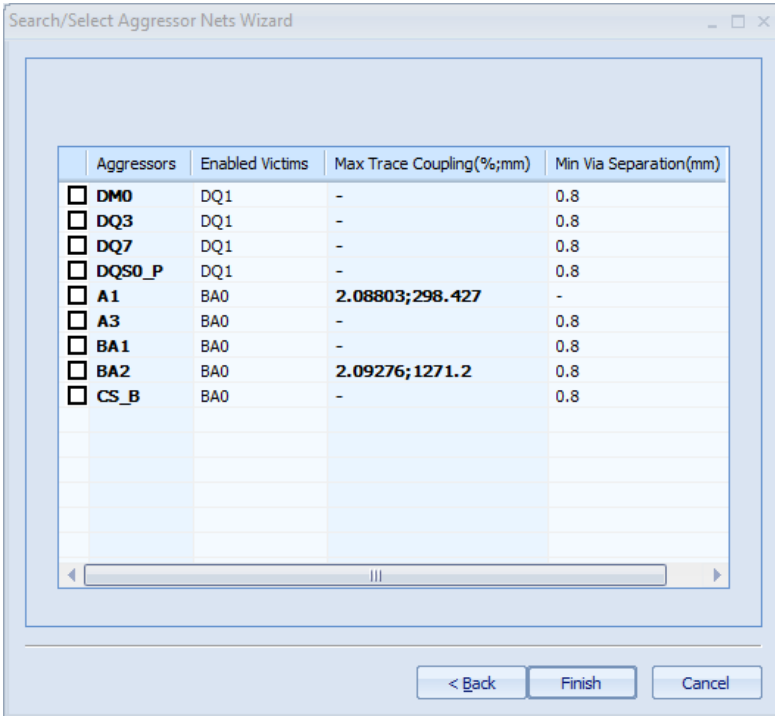 Search/Select Aggressor Nets Wizard
Aggressors Enabled Victims Max Trace Coupling(%;mm) Min Via Separation(mm)
DM0 DQ1 - 0.8
DQ3 DQ1 - 0.8
DQ7 DQ1 - 0.8
DQS0_P DQ1 - 0.8
A1 BA0 2.08803;298.427 -
A3 BA0 - 0.8
BA1 BA0 - 0.8
BA2 BA0 2.09276;1271.2 0.8
CS_B BA0 - 0.8
< Back Finish Cancel